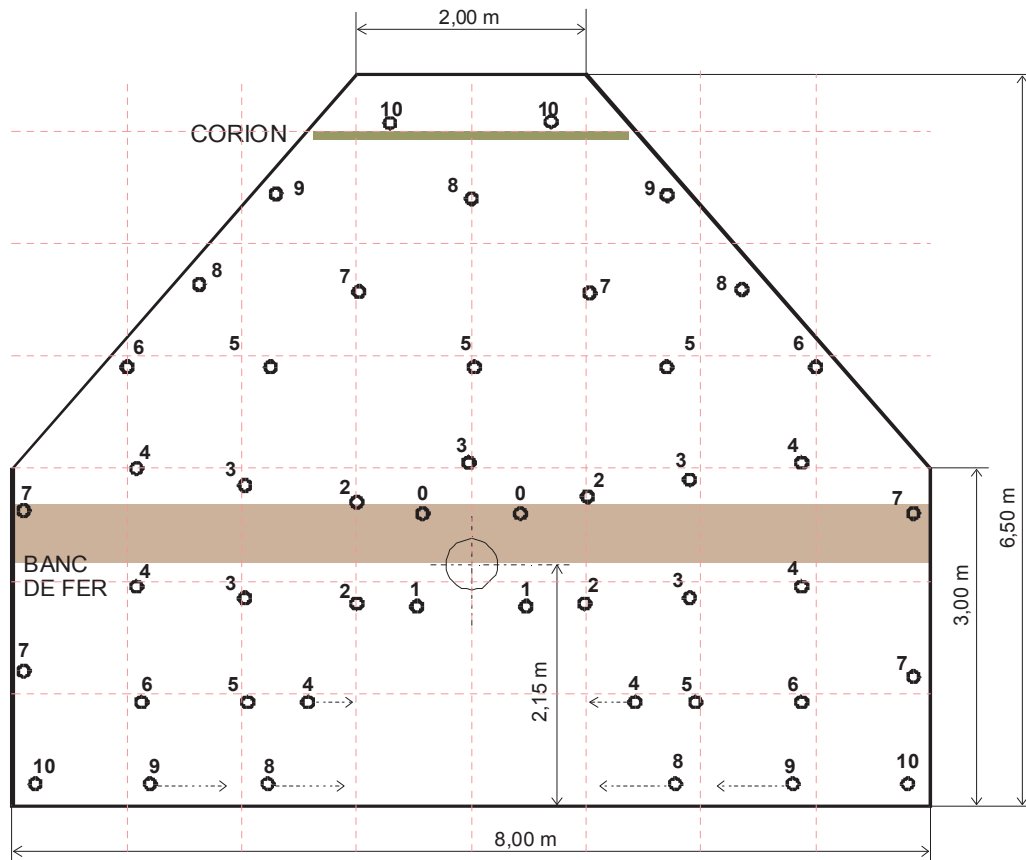 2,00 m
10 10
CORION
9 8 9
8 7 7 8
6 5 5 5 6
4 3 3 3 4
7 2 0 0 2 7
6,50 m
3,00 m
BANC
DE FER
4 3 2 1 1 2 3 4
7 7
2,15 m
6 5 4 4 5 6
10 9 8 8 9 10
8,00 m